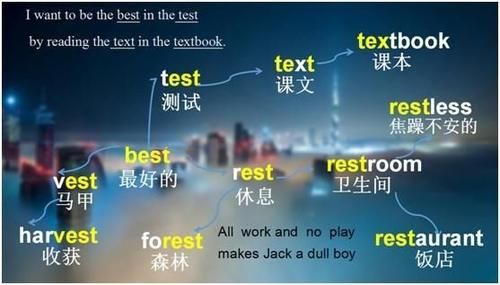 I want to be the best in the test
by reading the text in the textbook.
test
测试
text
课文
textbook
课本
restless
焦躁不安的
best
最好的
vest
马甲
rest
休息
restroom
卫生间
harvest
收获
forest
森林
All work and no play
makes Jack a dull boy
restaurant
饭店